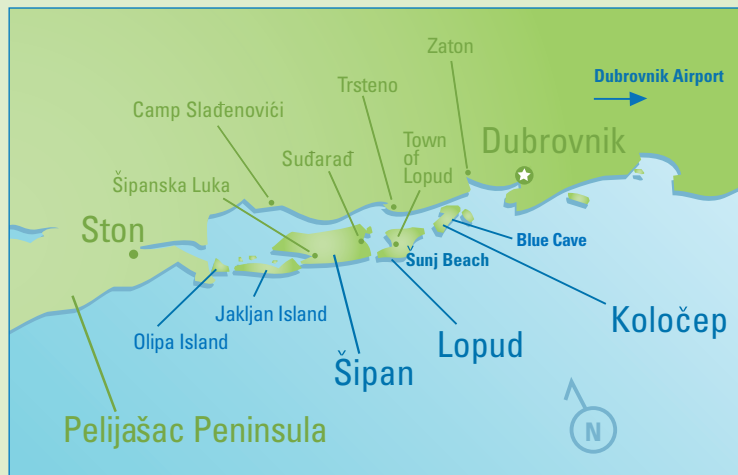 Zaton
Dubrovnik Airport
Trsteno
Camp Slađenovići
Town
of
Lopud
Dubrovnik
Suđarađ
Šipanska Luka
Ston
Blue Cave
Šunj Beach
Jakljan Island
Koločep
Olipa Island
Lopud
Šipan
Pelijašac Peninsula
N